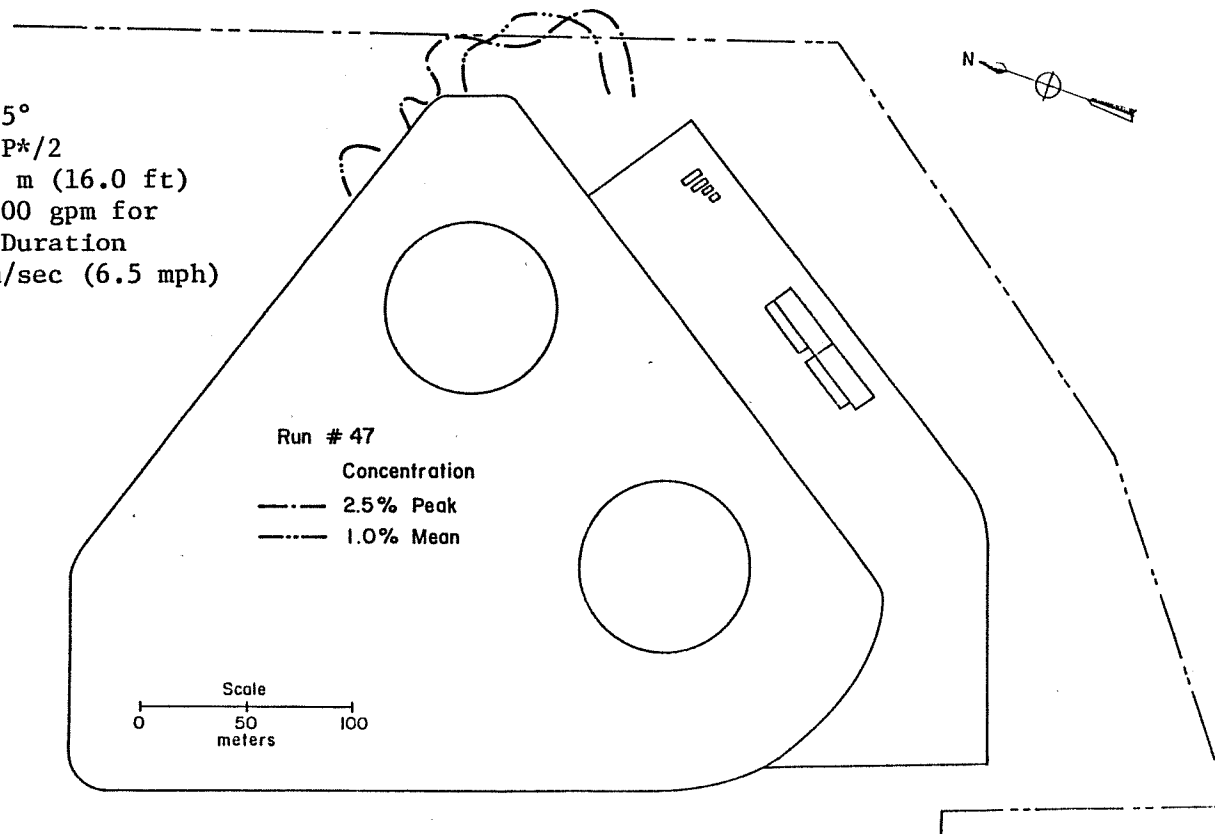 N
5°
P*/2
m (16.0 ft)
00 gpm for
Duration
/sec (6.5 mph)
Run # 47
Concentration
2.5% Peak
1.0% Mean
Scale
0 50 100
meters